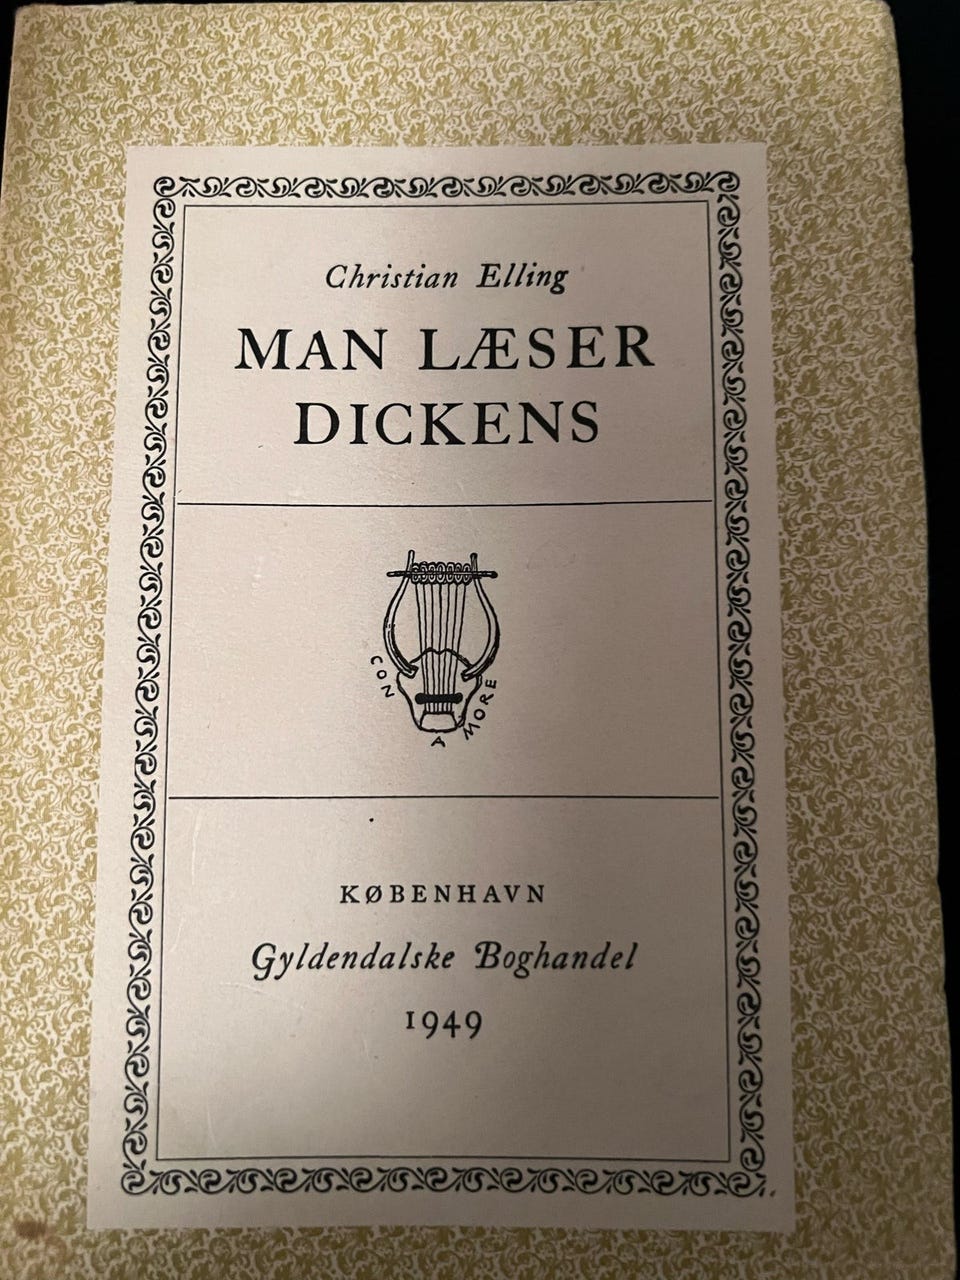 Christian Elling
MAN LÆSER
DICKENS
CON AMORE
KØBENHAVN
Gyldendalske Boghandel
1949